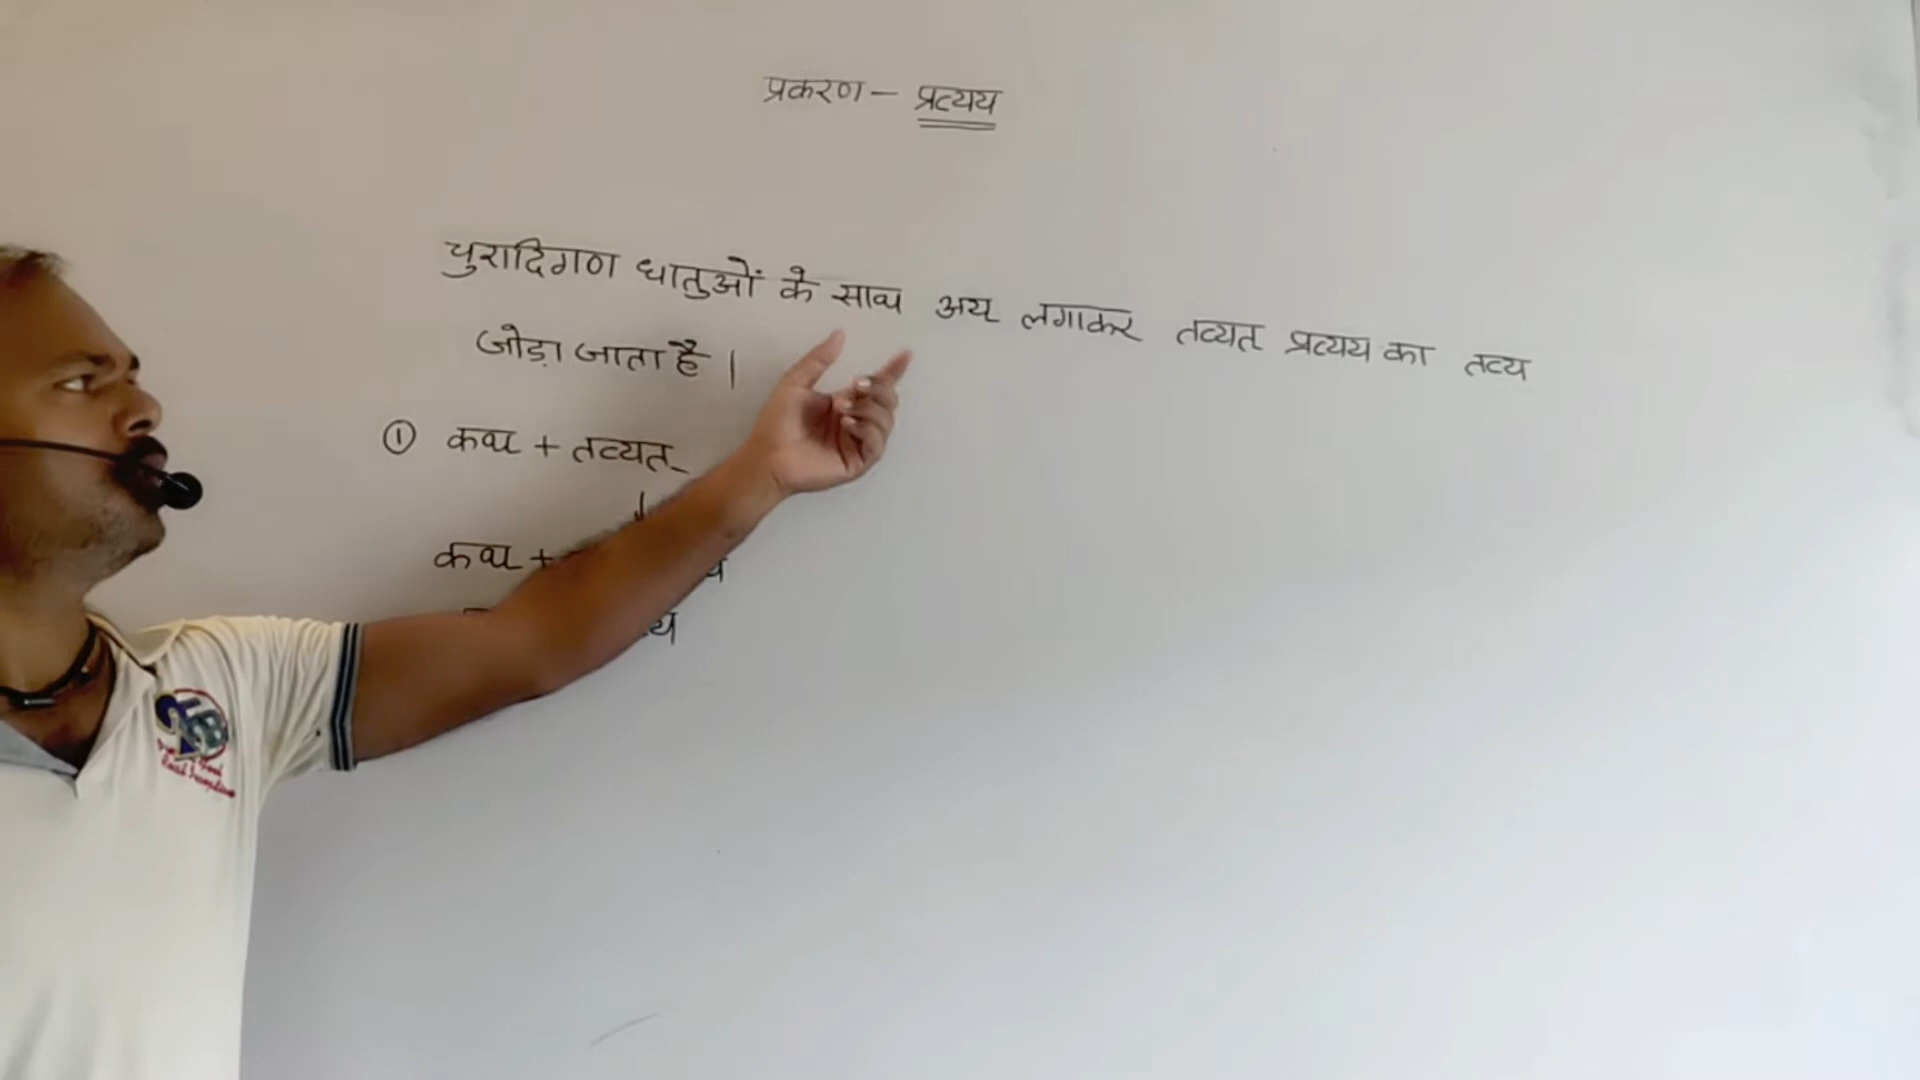 प्रकरण - प्रत्यय
चुरादिगण धातुओं के साथ अय् लगाकर तव्यत् प्रत्यय का तव्य
जोड़ा जाता है।
① कथ् + तव्यत्
कथ् +